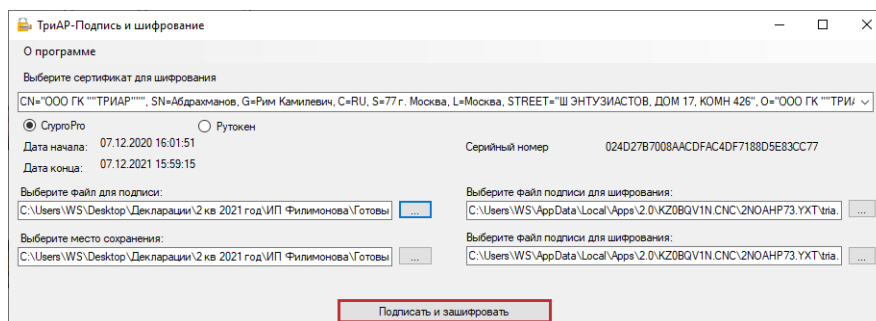 ТриАР-Подпись и шифрование
О программе
Выберите сертификат для шифрования
CN="ООО ГК ""ТРИАР""", SN=Абдрахманов, G=Рим Камилевич, C=RU, S=77 г. Москва, L=Москва, STREET="Ш ЭНТУЗИАСТОВ, ДОМ 17, КОМН 426", O="ООО ГК ""ТРИА
CryproPro Рутокен
Дата начала: 07.12.2020 16:01:51 Серийный номер 024D27B7008AACDFAC4DF7188D5E83CC77
Дата конца: 07.12.2021 15:59:15
Выберите файл для подписи: Выберите файл подписи для шифрования:
C:\Users\WS\Desktop\Декларации\2 кв 2021 год\ИП Филимонова\Готовы ... C:\Users\WS\AppData\Local\Apps\2.0\KZ0BQV1N.CNC\2NOAHP73.YXT\tria. ...
Выберите место сохранения: Выберите файл подписи для шифрования:
C:\Users\WS\Desktop\Декларации\2 кв 2021 год\ИП Филимонова\Готовы ... C:\Users\WS\AppData\Local\Apps\2.0\KZ0BQV1N.CNC\2NOAHP73.YXT\tria. ...
Подписать и зашифровать